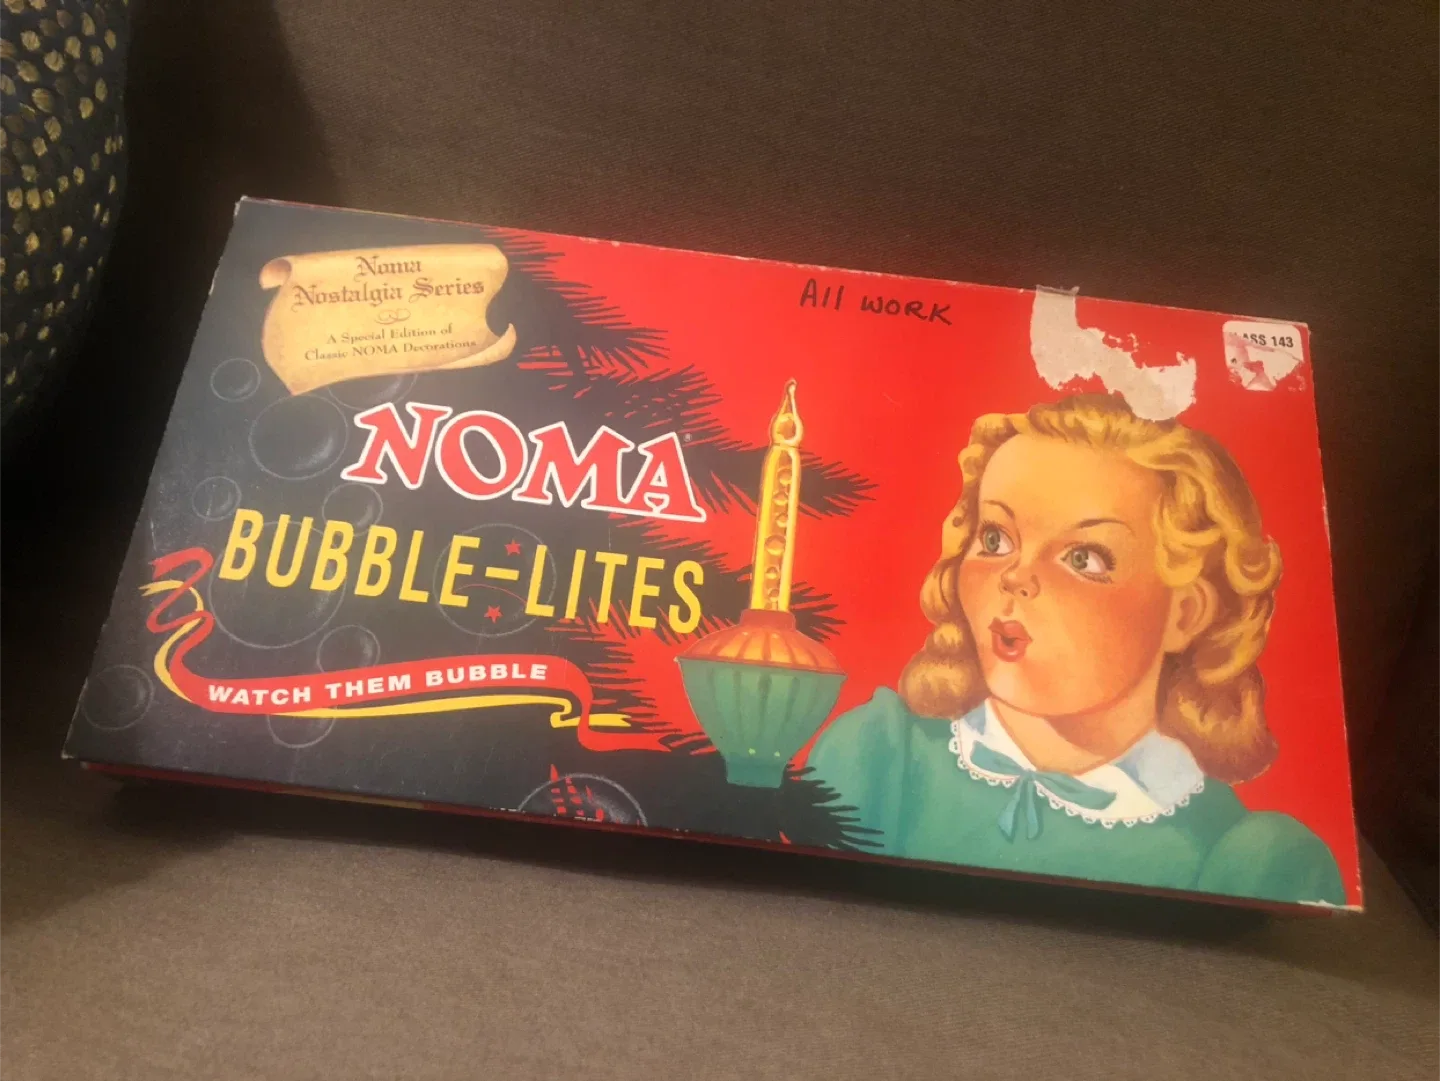 Noma
Nostalgia Series
A Special Edition of
Classic NOMA Decorations
All WORK
ASS 143
NOMA
BUBBLE-LITES
WATCH THEM BUBBLE